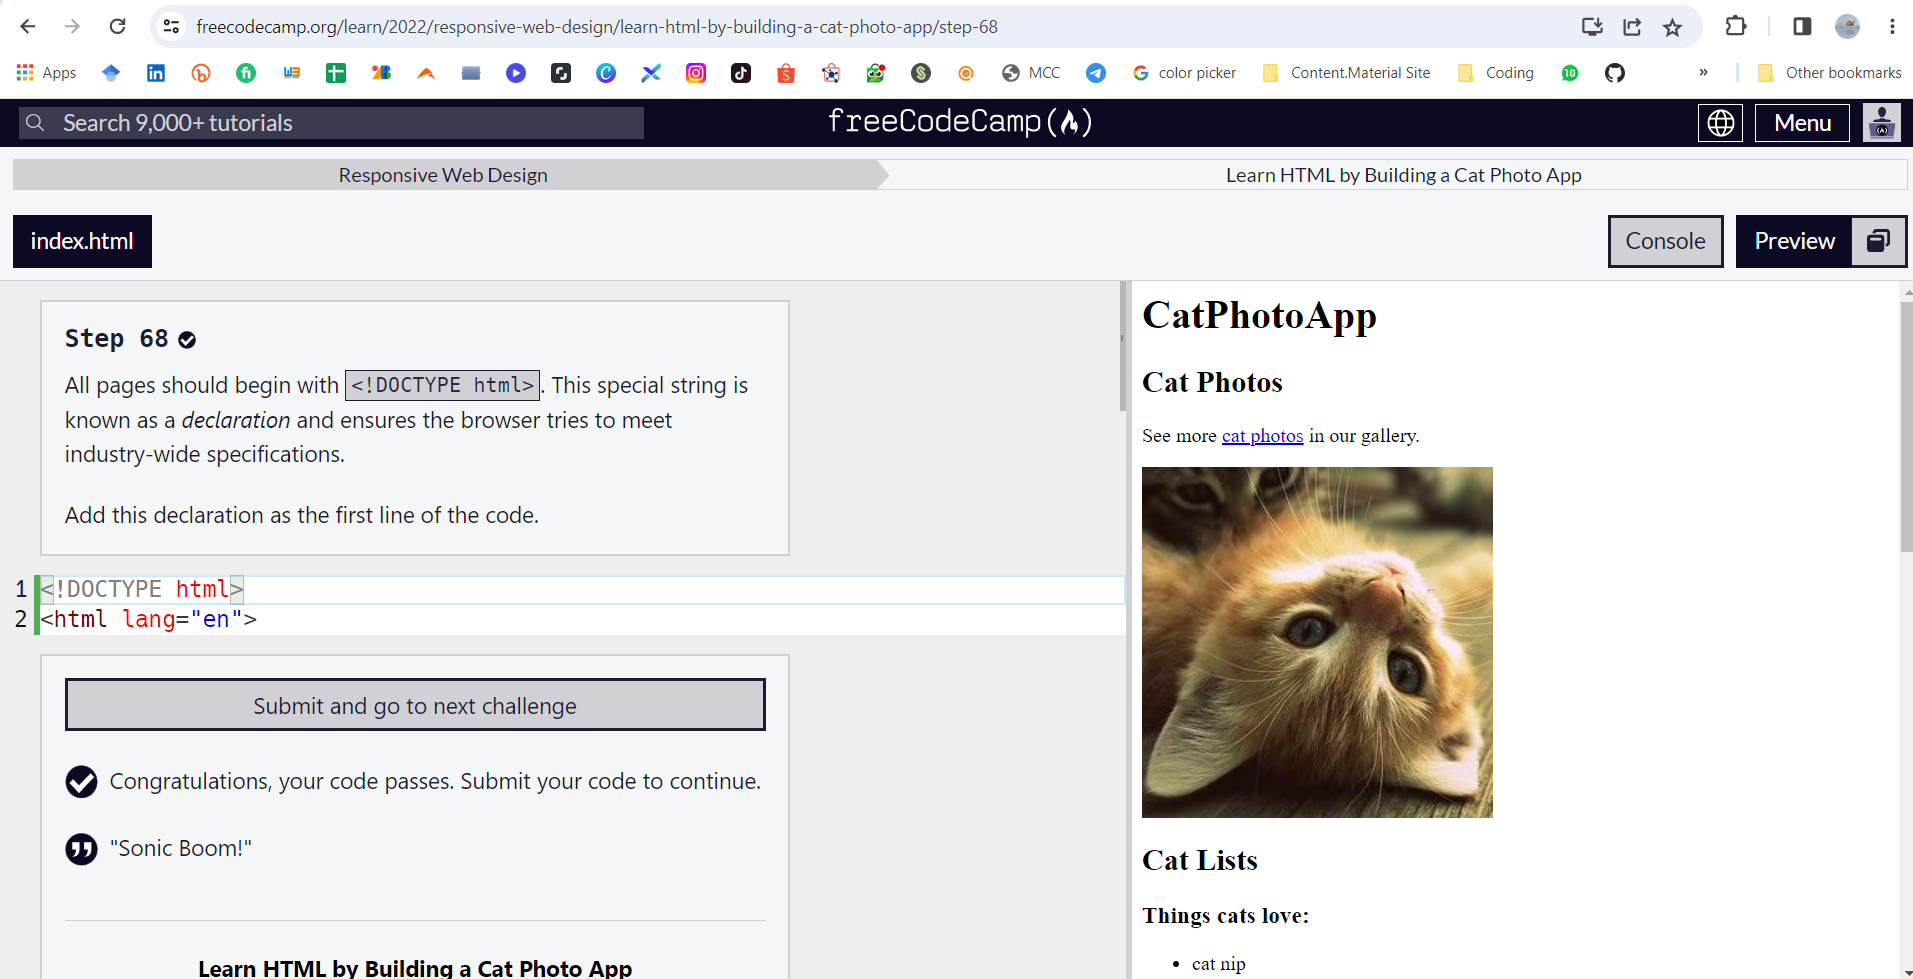 freecodecamp.org/learn/2022/responsive-web-design/learn-html-by-building-a-cat-photo-app/step-68
Apps
MCC
color picker
Content.Material Site
Coding
10
»
Other bookmarks
Search 9,000+ tutorials
freeCodeCamp(🔥)
Menu
Responsive Web Design
Learn HTML by Building a Cat Photo App
index.html
Console
Preview
Step 68
All pages should begin with <!DOCTYPE html>. This special string is
known as a declaration and ensures the browser tries to meet
industry-wide specifications.
Add this declaration as the first line of the code.
1 <!DOCTYPE html>
2 <html lang="en">
Submit and go to next challenge
Congratulations, your code passes. Submit your code to continue.
"Sonic Boom!"
Learn HTML by Building a Cat Photo App
CatPhotoApp
Cat Photos
See more cat photos in our gallery.
Cat Lists
Things cats love:
• cat nip